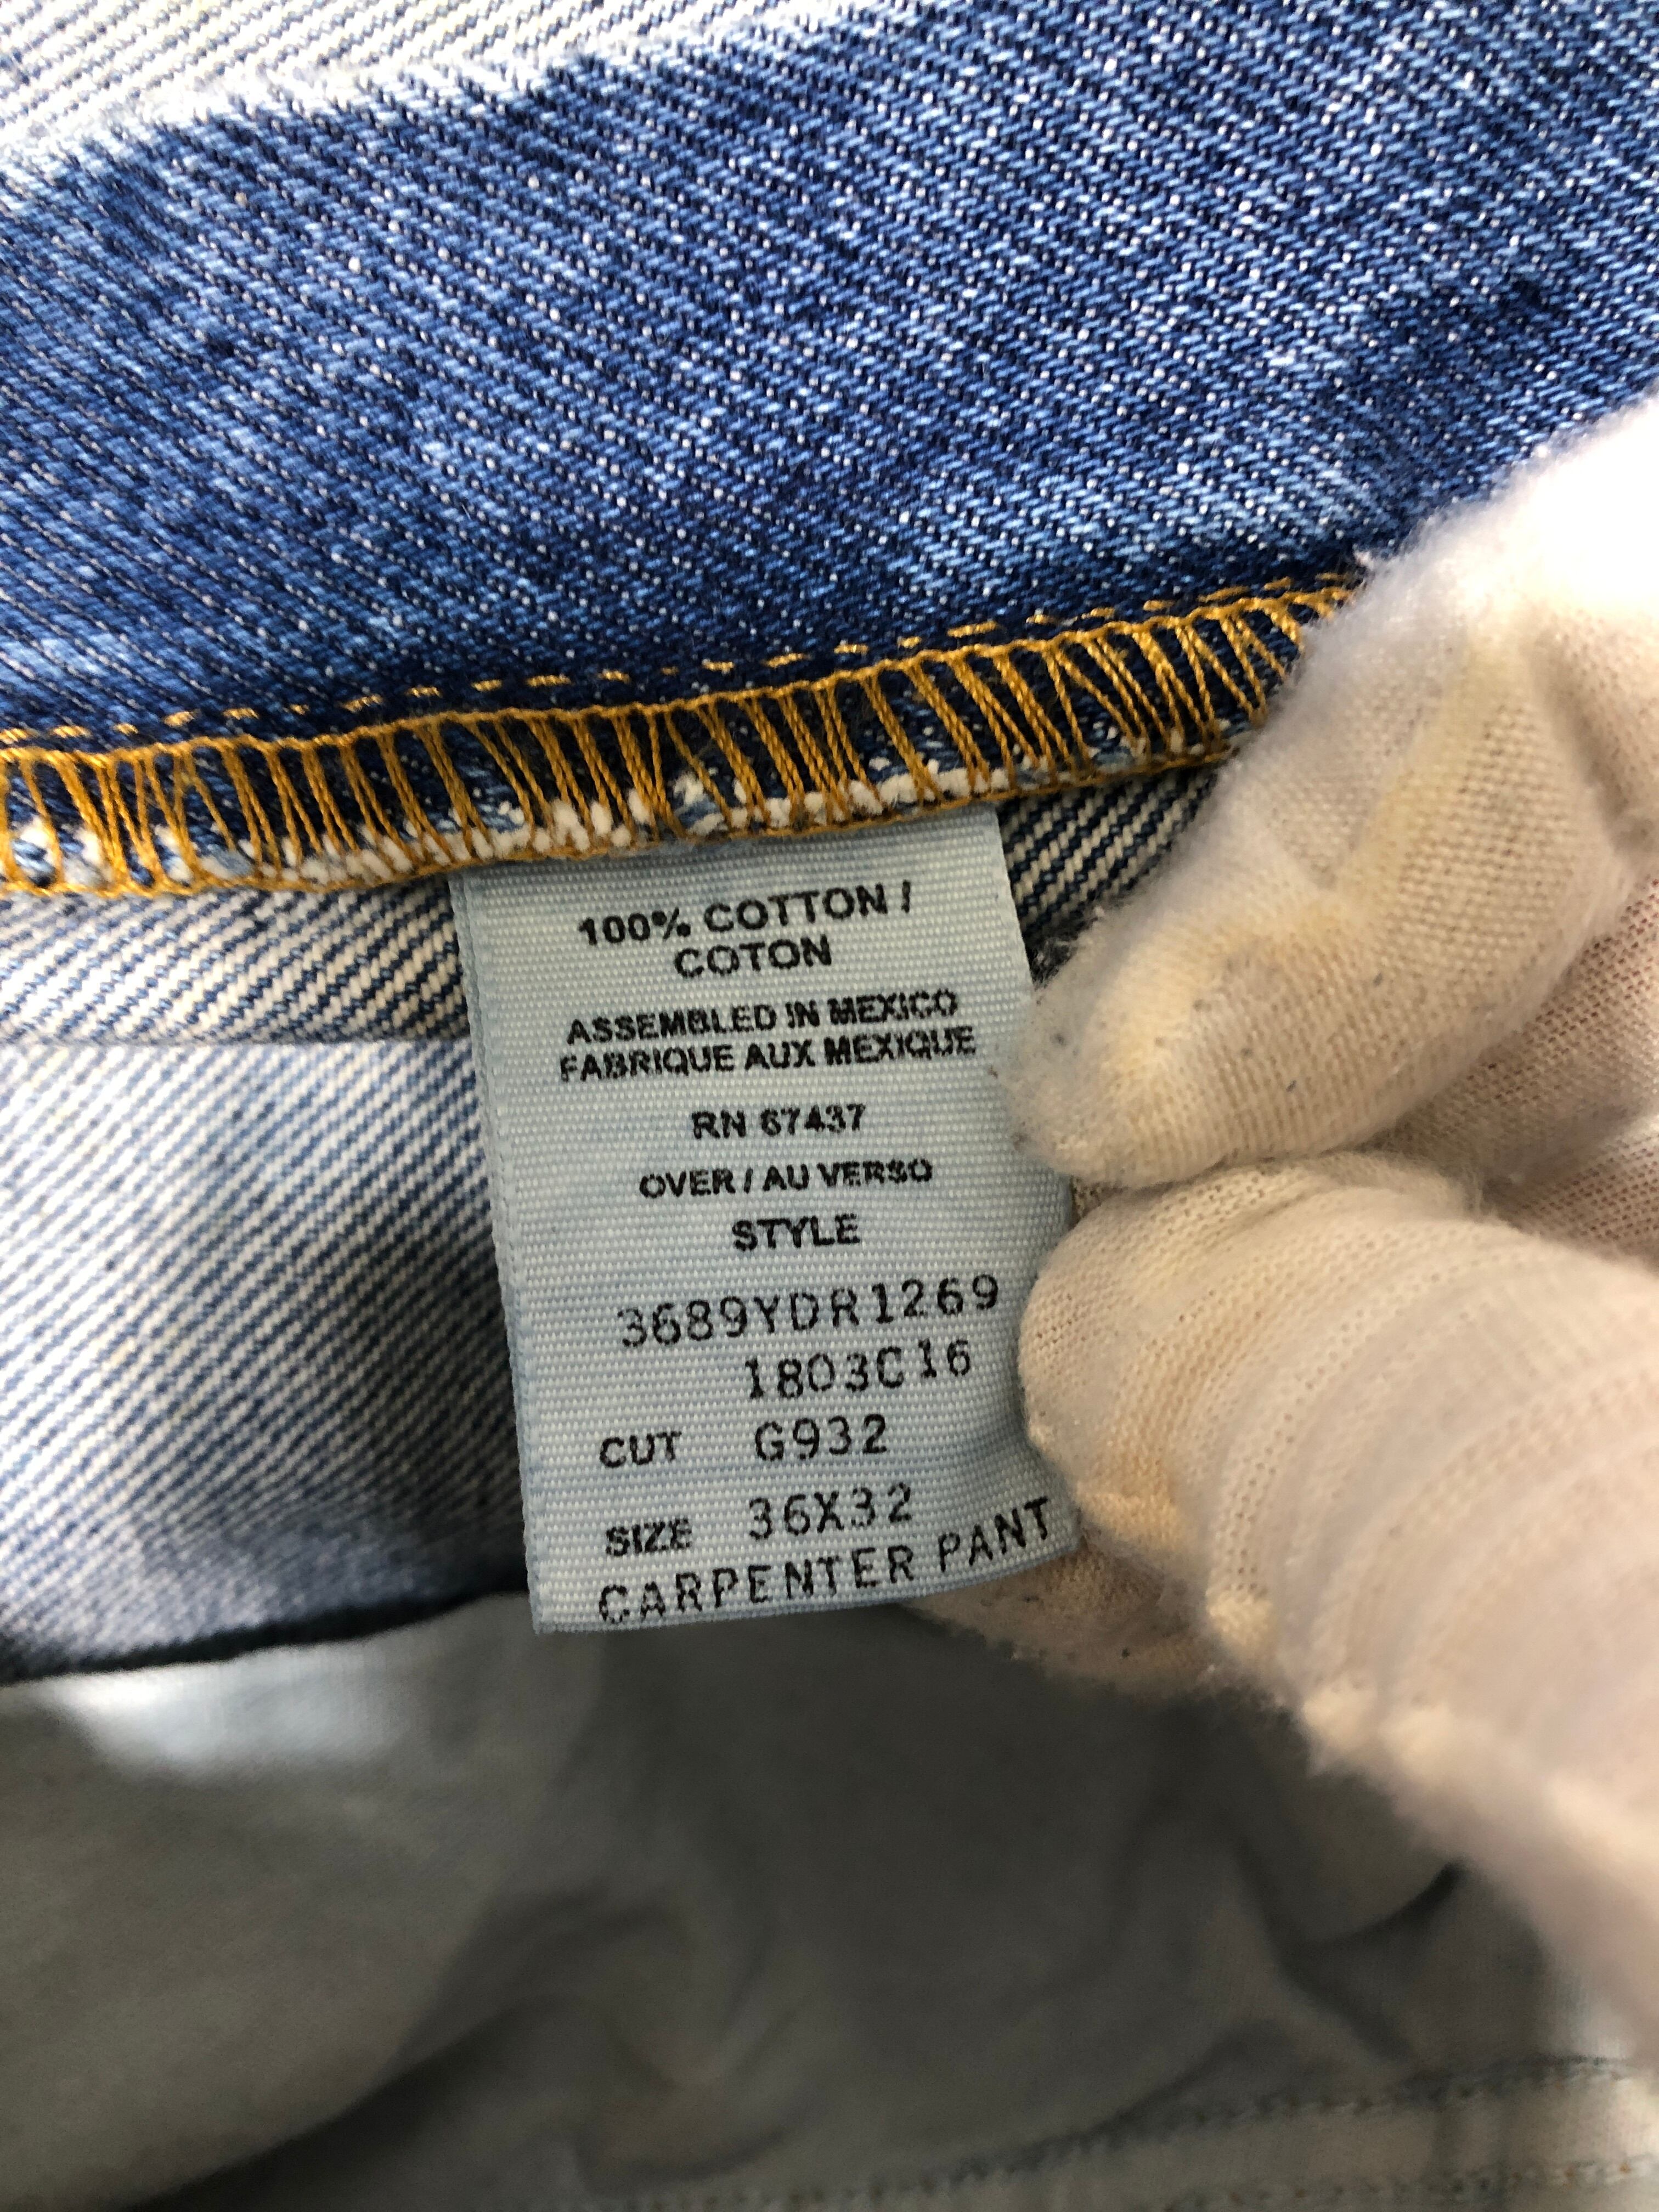 100% COTTON /
COTON
ASSEMBLED IN MEXICO
FABRIQUE AUX MEXIQUE
RN 67437
OVER / AU VERSO
STYLE
3689YDR1269
1803C16
CUT G932
SIZE 36X32
CARPENTER PANT